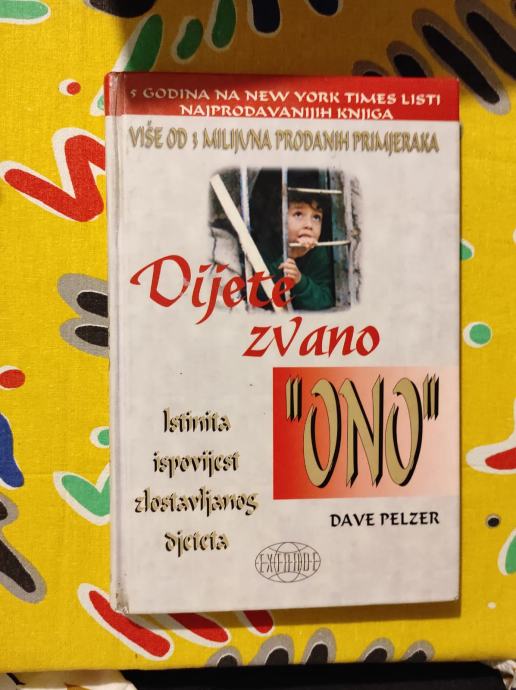 5 GODINA NA NEW YORK TIMES LISTI
NAJPRODAVANIJIH KNJIGA
VIŠE OD 3 MILIJUNA PRODANIH PRIMJERAKA
Dijete
zvano
"ONO"
Istinita
ispovijest
zlostavljanog
djeteta
DAVE PELZER